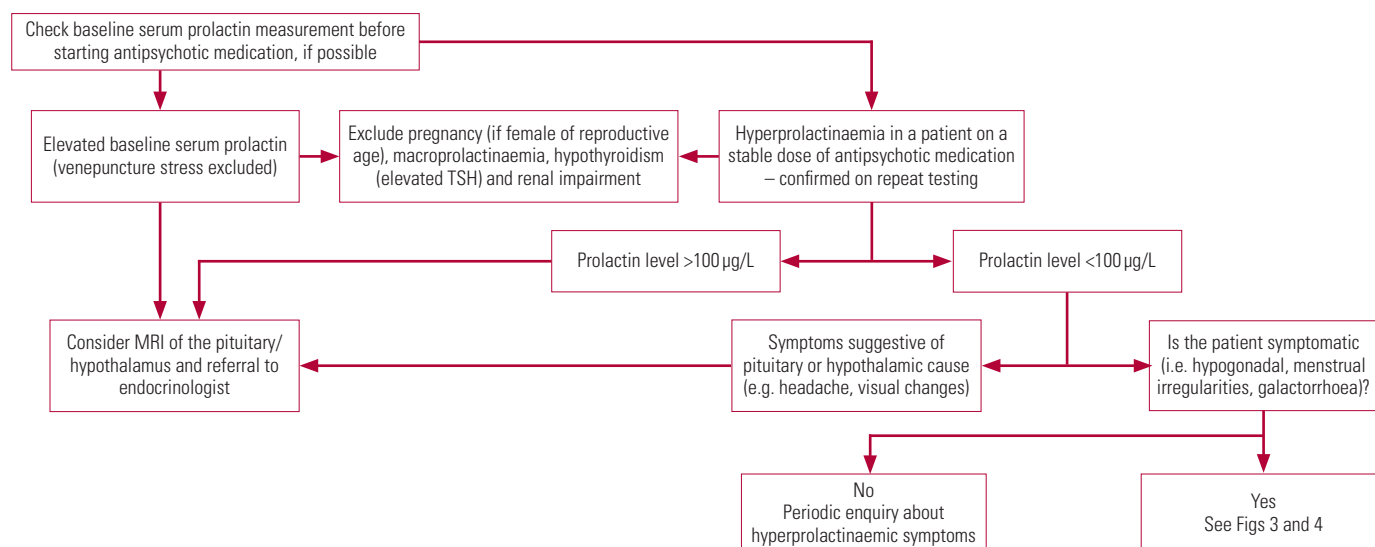 Check baseline serum prolactin measurement before
starting antipsychotic medication, if possible
Elevated baseline serum prolactin
(venepuncture stress excluded)
Exclude pregnancy (if female of reproductive
age), macroprolactinaemia, hypothyroidism
(elevated TSH) and renal impairment
Hyperprolactinaemia in a patient on a
stable dose of antipsychotic medication
– confirmed on repeat testing
Prolactin level >100 µg/L
Prolactin level <100 µg/L
Consider MRI of the pituitary/
hypothalamus and referral to
endocrinologist
Symptoms suggestive of
pituitary or hypothalamic cause
(e.g. headache, visual changes)
Is the patient symptomatic
(i.e. hypogonadal, menstrual
irregularities, galactorrhoea)?
No
Periodic enquiry about
hyperprolactinaemic symptoms
Yes
See Figs 3 and 4